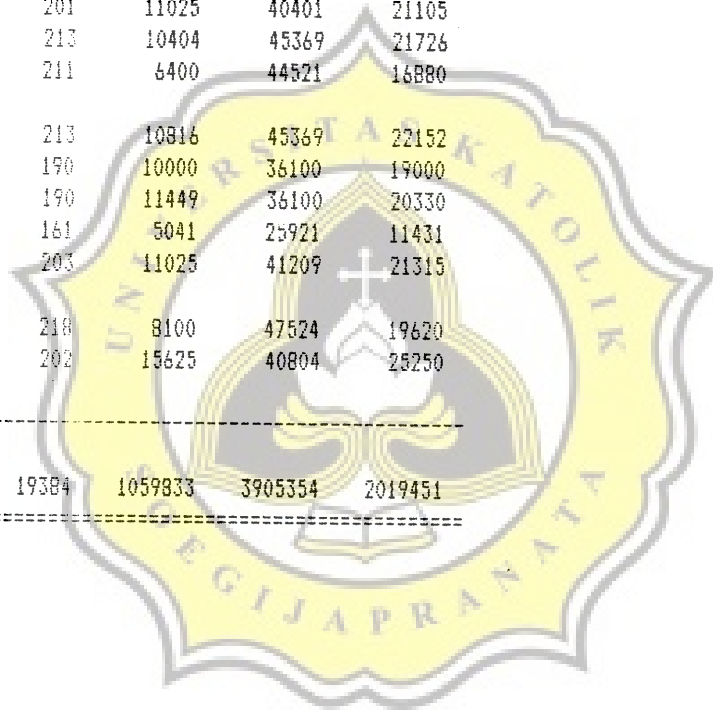 201 11025 40401 21105
213 10404 45369 21726
211 6400 44521 16880
213 10816 45369 22152
190 10000 36100 19000
190 11449 36100 20330
161 5041 25921 11431
203 11025 41209 21315
218 8100 47524 19620
202 15625 40804 25250
19384 1059833 3905354 2019451
UNIVERSITAS KATOLIK
SOEGIJAPRANATA